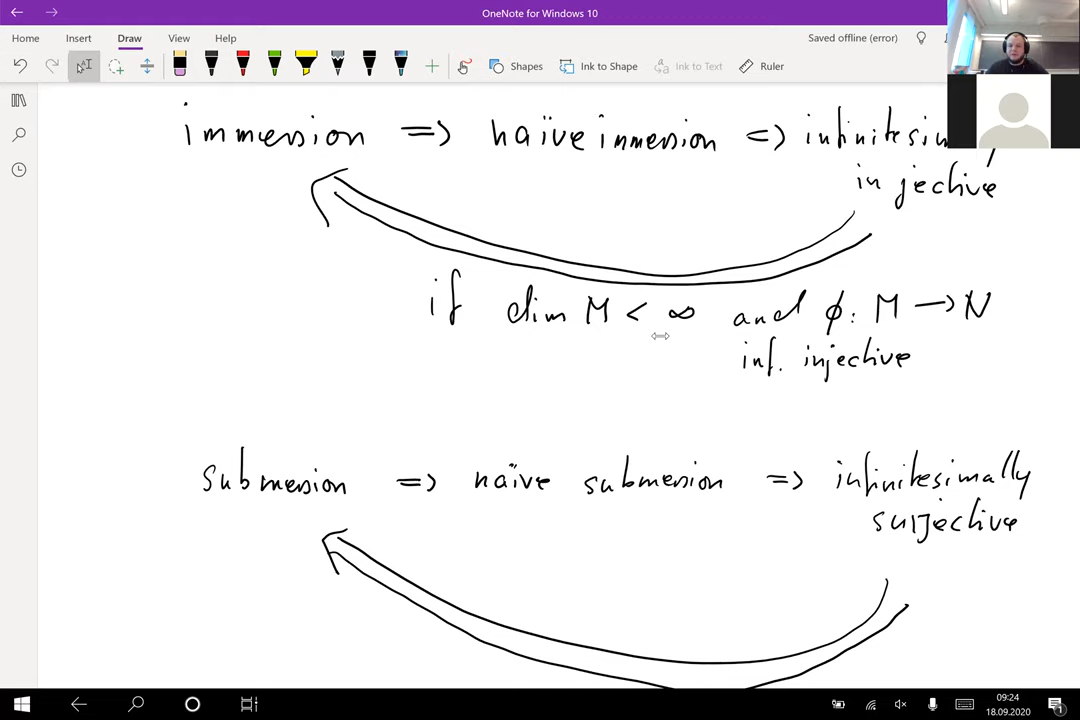 OneNote for Windows 10
Home Insert Draw View Help
Saved offline (error)
Shapes Ink to Shape Ink to Text Ruler
immersion => naïve immersion <=> infinitesim
injective
if dim M < ∞ and ϕ: M → N
inf. injective
submersion => naïve submersion => infinitesimally
surjective
09:24
18.09.2020
1